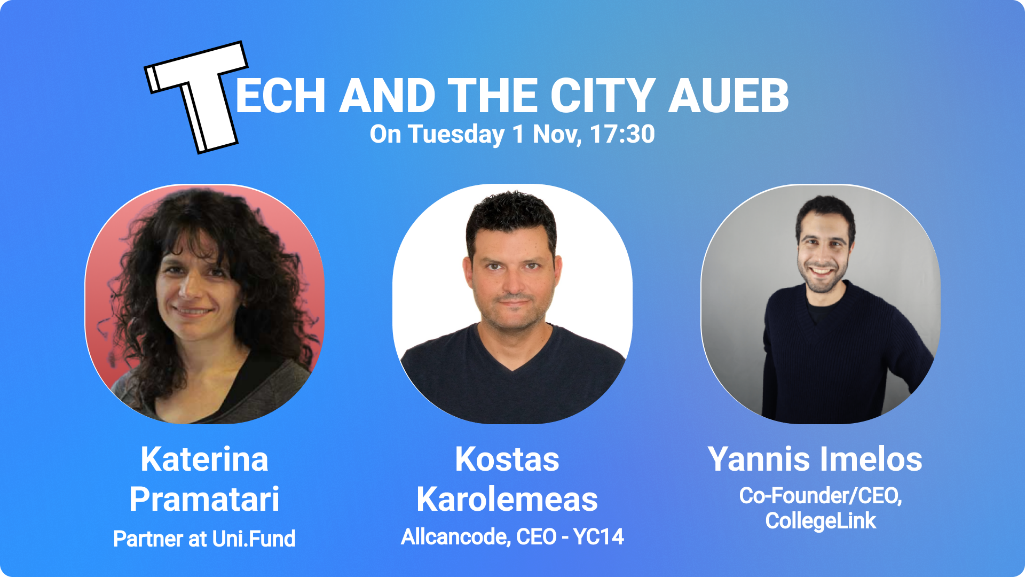 TECH AND THE CITY AUEB
On Tuesday 1 Nov, 17:30
Katerina
Pramatari
Partner at Uni.Fund
Kostas
Karolemeas
Allcancode, CEO - YC14
Yannis Imelos
Co-Founder/CEO,
CollegeLink